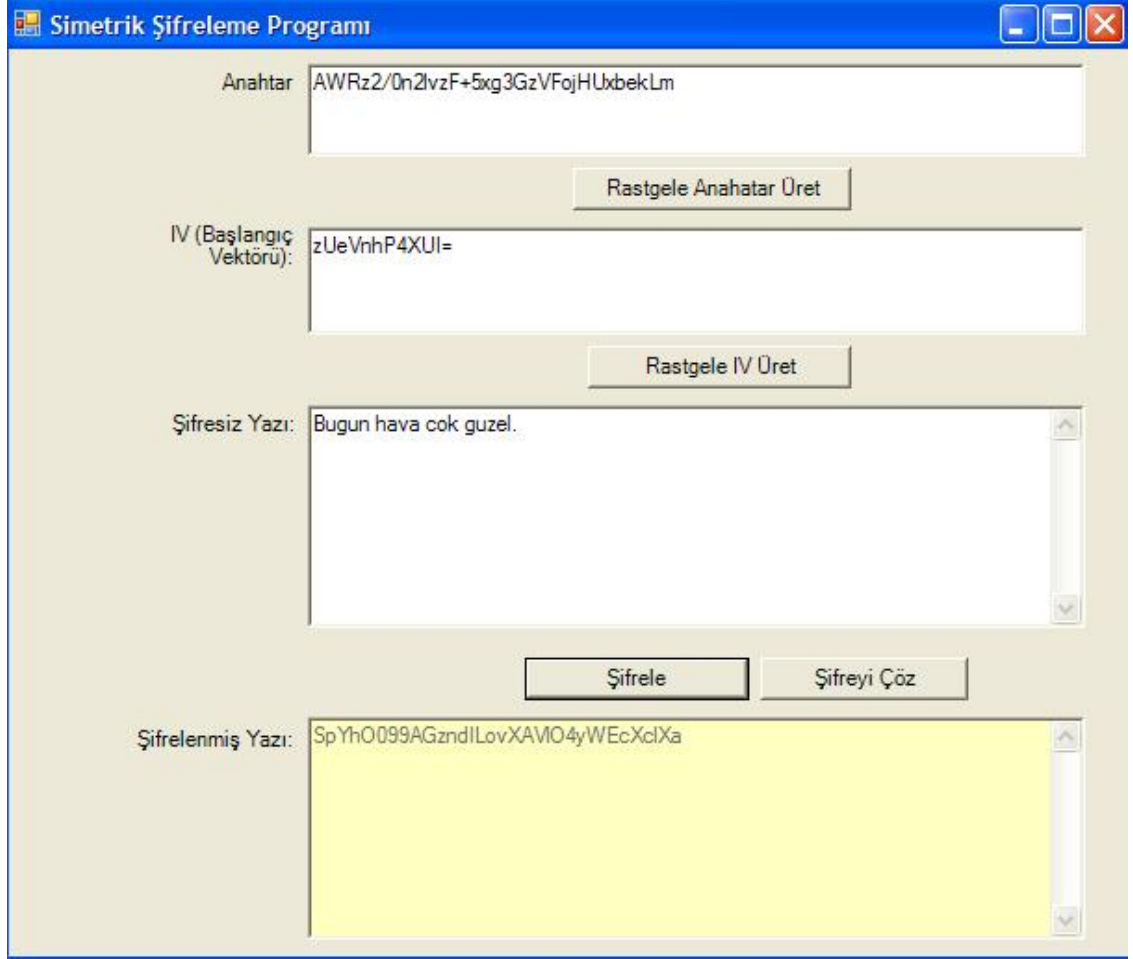 Simetrik Şifreleme Programı
Anahtar
AWRz2/0n2IvzF+5xg3GzVFojHUxbekLm
Rastgele Anahatar Üret
IV (Başlangıç
Vektörü):
zUeVnhP4XUI=
Rastgele IV Üret
Şifresiz Yazı:
Bugun hava cok guzel.
Şifrele
Şifreyi Çöz
Şifrelenmiş Yazı:
SpYhO099AGzndILovXAVlO4yWEcXclXa